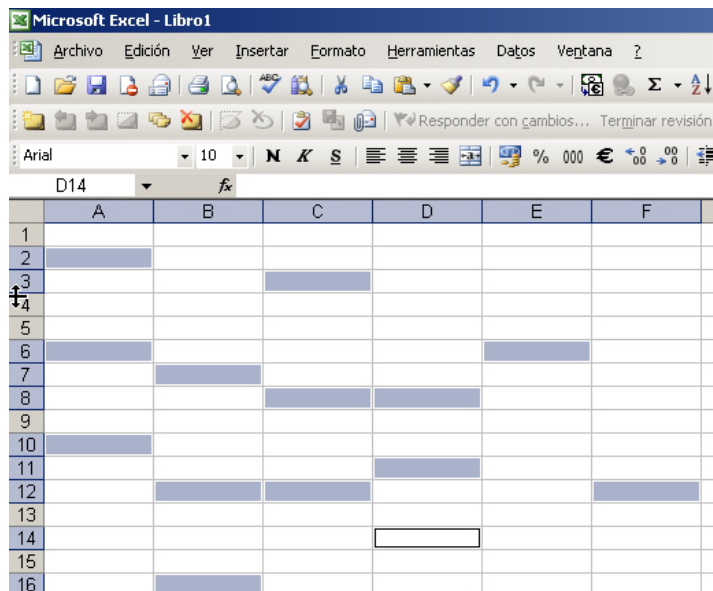 Microsoft Excel - Libro1
Archivo Edición Ver Insertar Formato Herramientas Datos Ventana ?
ABC Σ
Responder con cambios... Terminar revisión
Arial 10 N K S % 000 €
D14 fx
A B C D E F
1
2
3
4
5
6
7
8
9
10
11
12
13
14
15
16